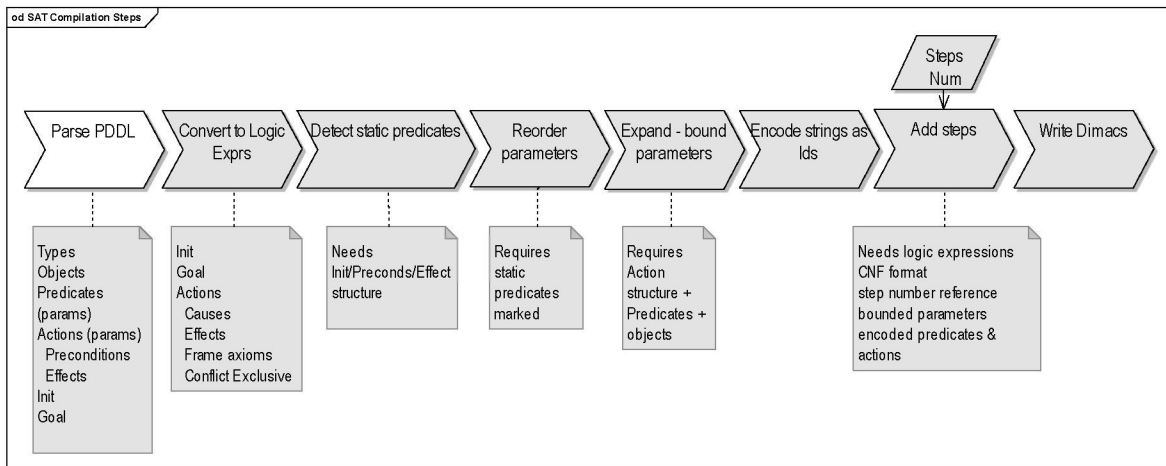 od SAT Compilation Steps
Steps
Num
Parse PDDL
Convert to Logic
Exprs
Detect static predicates
Reorder
parameters
Expand - bound
parameters
Encode strings as
Ids
Add steps
Write Dimacs
Types
Objects
Predicates
(params)
Actions (params)
Preconditions
Effects
Init
Goal
Init
Goal
Actions
Causes
Effects
Frame axioms
Conflict Exclusive
Needs
Init/Preconds/Effect
structure
Requires
static
predicates
marked
Requires
Action
structure +
Predicates +
objects
Needs logic expressions
CNF format
step number reference
bounded parameters
encoded predicates &
actions